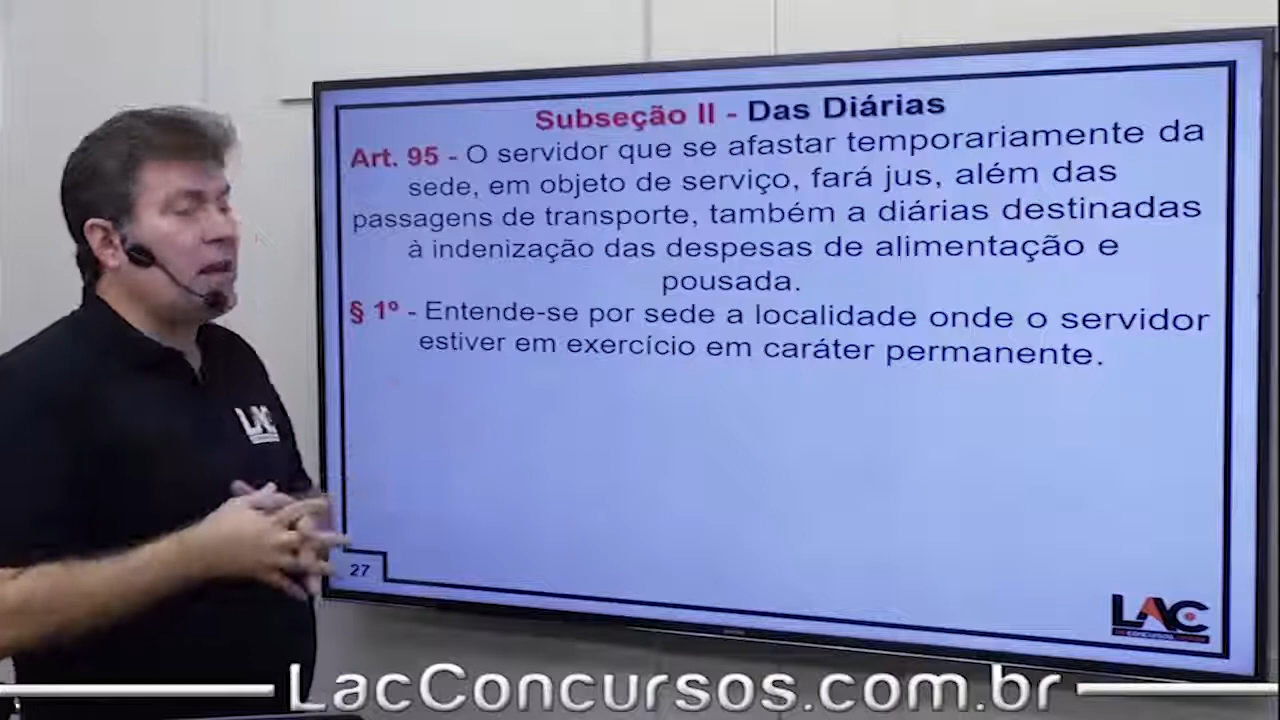 Subseção II - Das Diárias
Art. 95 - O servidor que se afastar temporariamente da
sede, em objeto de serviço, fará jus, além das
passagens de transporte, também a diárias destinadas
à indenização das despesas de alimentação e
pousada.
§ 1º - Entende-se por sede a localidade onde o servidor
estiver em exercício em caráter permanente.
LAC
27
LAC
LacConcursos.com.br